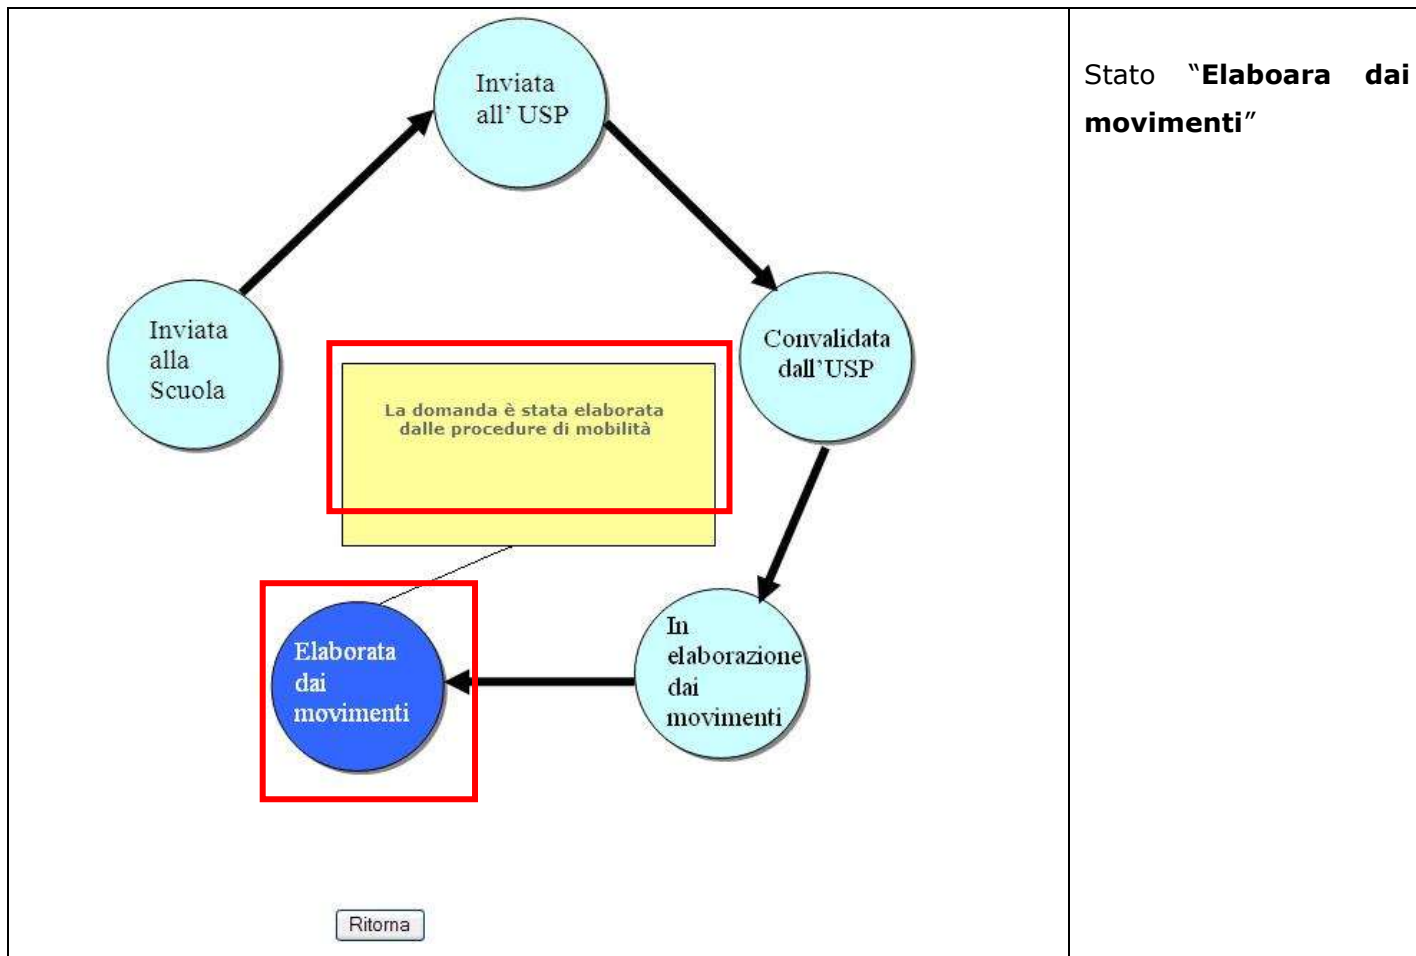 Inviata
all' USP
Stato “Elaboara dai
movimenti”
Inviata
alla
Scuola
Convalidata
dall'USP
La domanda è stata elaborata
dalle procedure di mobilità
In
elaborazione
dai
movimenti
Elaborata
dai
movimenti
Ritorna